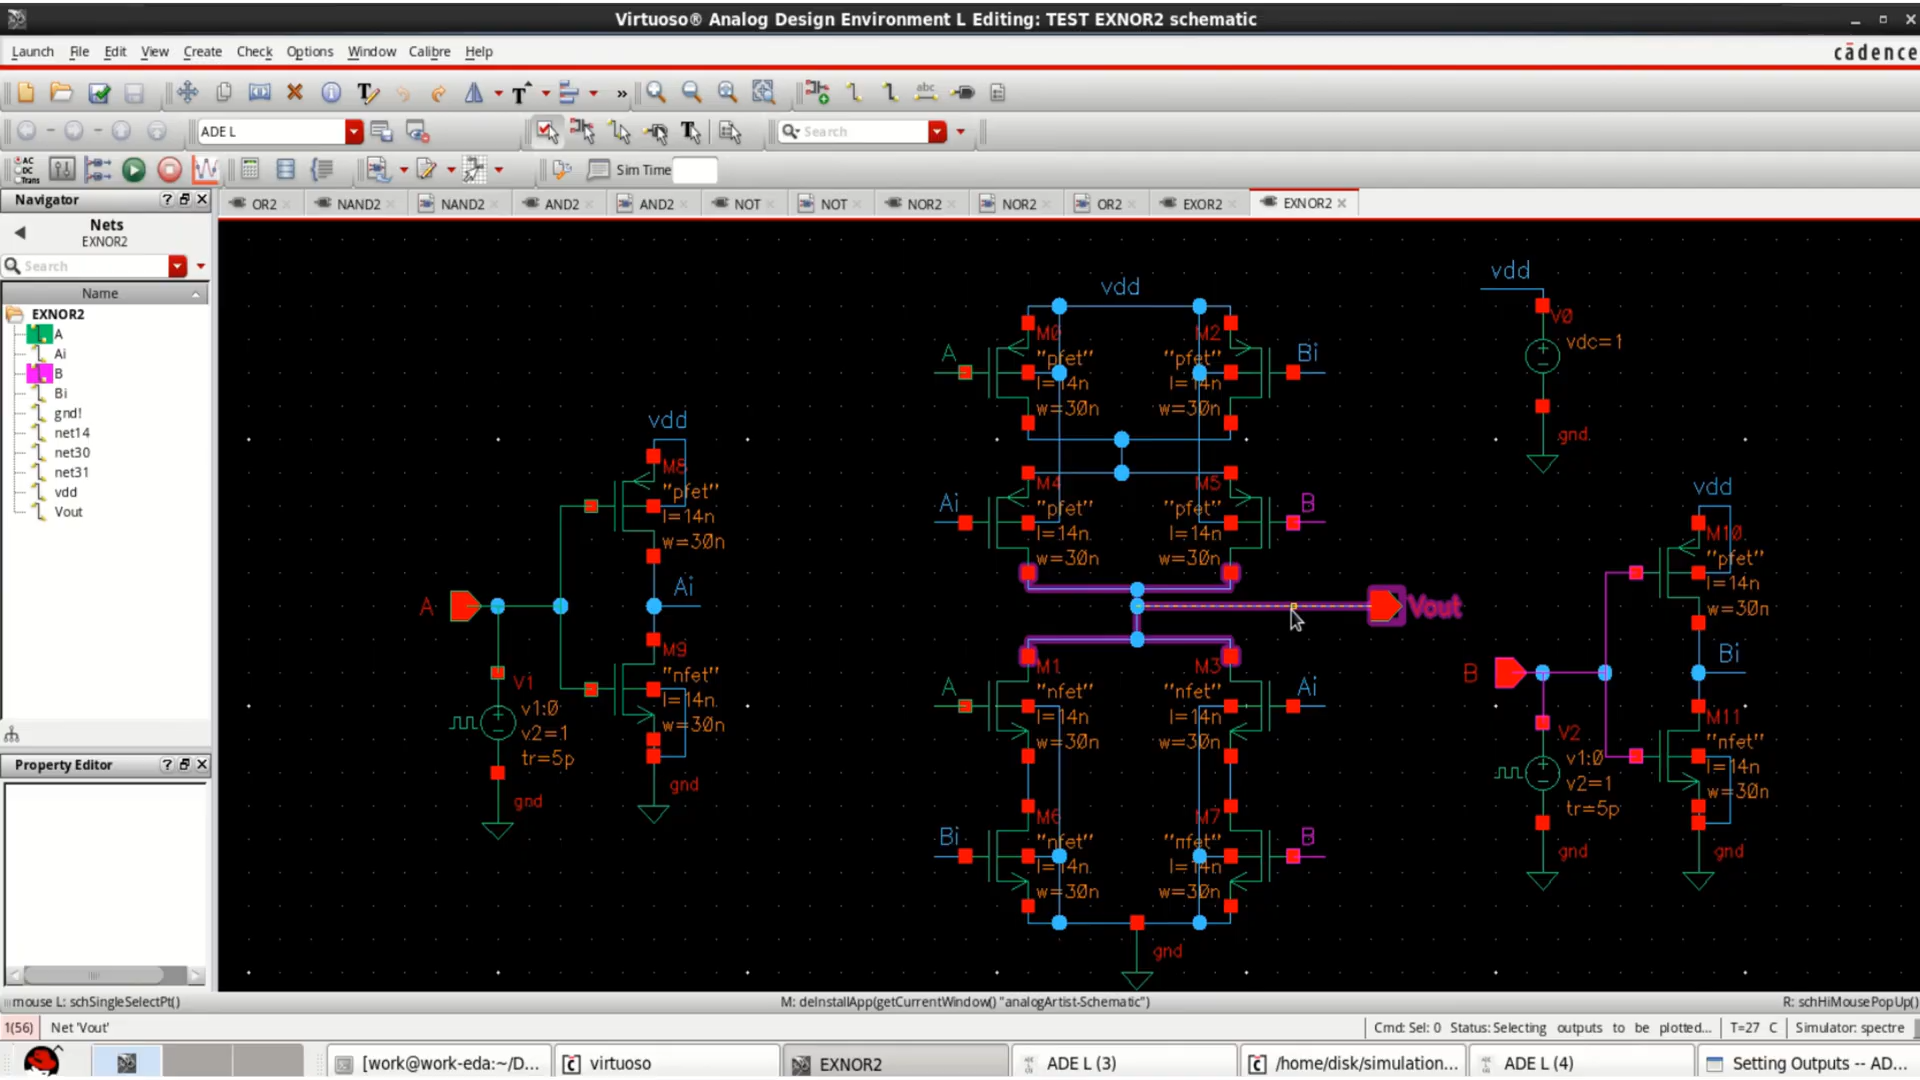 Virtuoso® Analog Design Environment L Editing: TEST EXNOR2 schematic
Launch File Edit View Create Check Options Window Calibre Help
cādence
abc
ADE L
Search
AC DC Trans
Sim Time
Navigator
OR2 NAND2 NAND2 AND2 AND2 NOT NOT NOR2 NOR2 OR2 EXOR2 EXNOR2
Nets
EXNOR2
Search
Name
EXNOR2
A
Ai
B
Bi
gnd!
net14
net30
net31
vdd
Vout
Property Editor
vdd
M8
"pfet"
l=14n
w=30n
Ai
A
M9
"nfet"
l=14n
w=30n
V1
v1:0
v2=1
tr=5p
gnd
gnd
vdd
M0
"pfet"
l=14n
w=30n
A
M2
"pfet"
l=14n
w=30n
Bi
M4
"pfet"
l=14n
w=30n
Ai
M5
"pfet"
l=14n
w=30n
B
Vout
M1
"nfet"
l=14n
w=30n
A
M3
"nfet"
l=14n
w=30n
Ai
M6
"nfet"
l=14n
w=30n
Bi
M7
"nfet"
l=14n
w=30n
B
gnd
vdd
V0
vdc=1
gnd
vdd
M10
"pfet"
l=14n
w=30n
Bi
B
M11
"nfet"
l=14n
w=30n
V2
v1:0
v2=1
tr=5p
gnd
gnd
mouse L: schSingleSelectPt() M: deInstallApp(getCurrentWindow() "analogArtist-Schematic") R: schHiMousePopUp()
1(56) Net 'Vout' Cmd: Sel: 0 Status: Selecting outputs to be plotted... T=27 C Simulator: spectre
[work@work-eda:~/D... virtuoso EXNOR2 ADE L (3) /home/disk/simulation... ADE L (4) Setting Outputs -- AD...